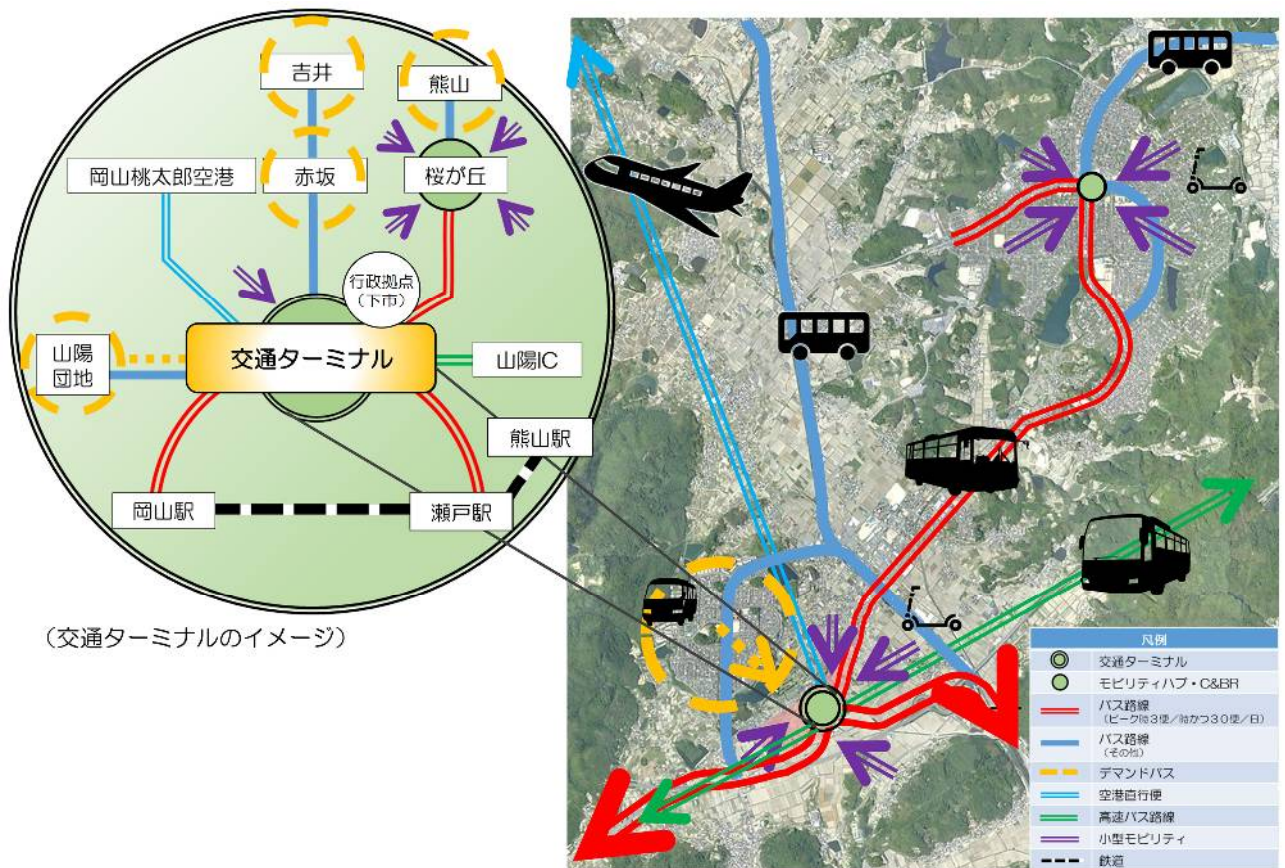 吉井
熊山
岡山桃太郎空港
赤坂
桜が丘
行政拠点
(下市)
山陽
団地
交通ターミナル
山陽IC
熊山駅
岡山駅
瀬戸駅
(交通ターミナルのイメージ)
凡例
交通ターミナル
モビリティハブ・C&BR
バス路線
(ピーク時3便/時かつ30便/日)
バス路線
(その他)
デマンドバス
空港直行便
高速バス路線
小型モビリティ
鉄道